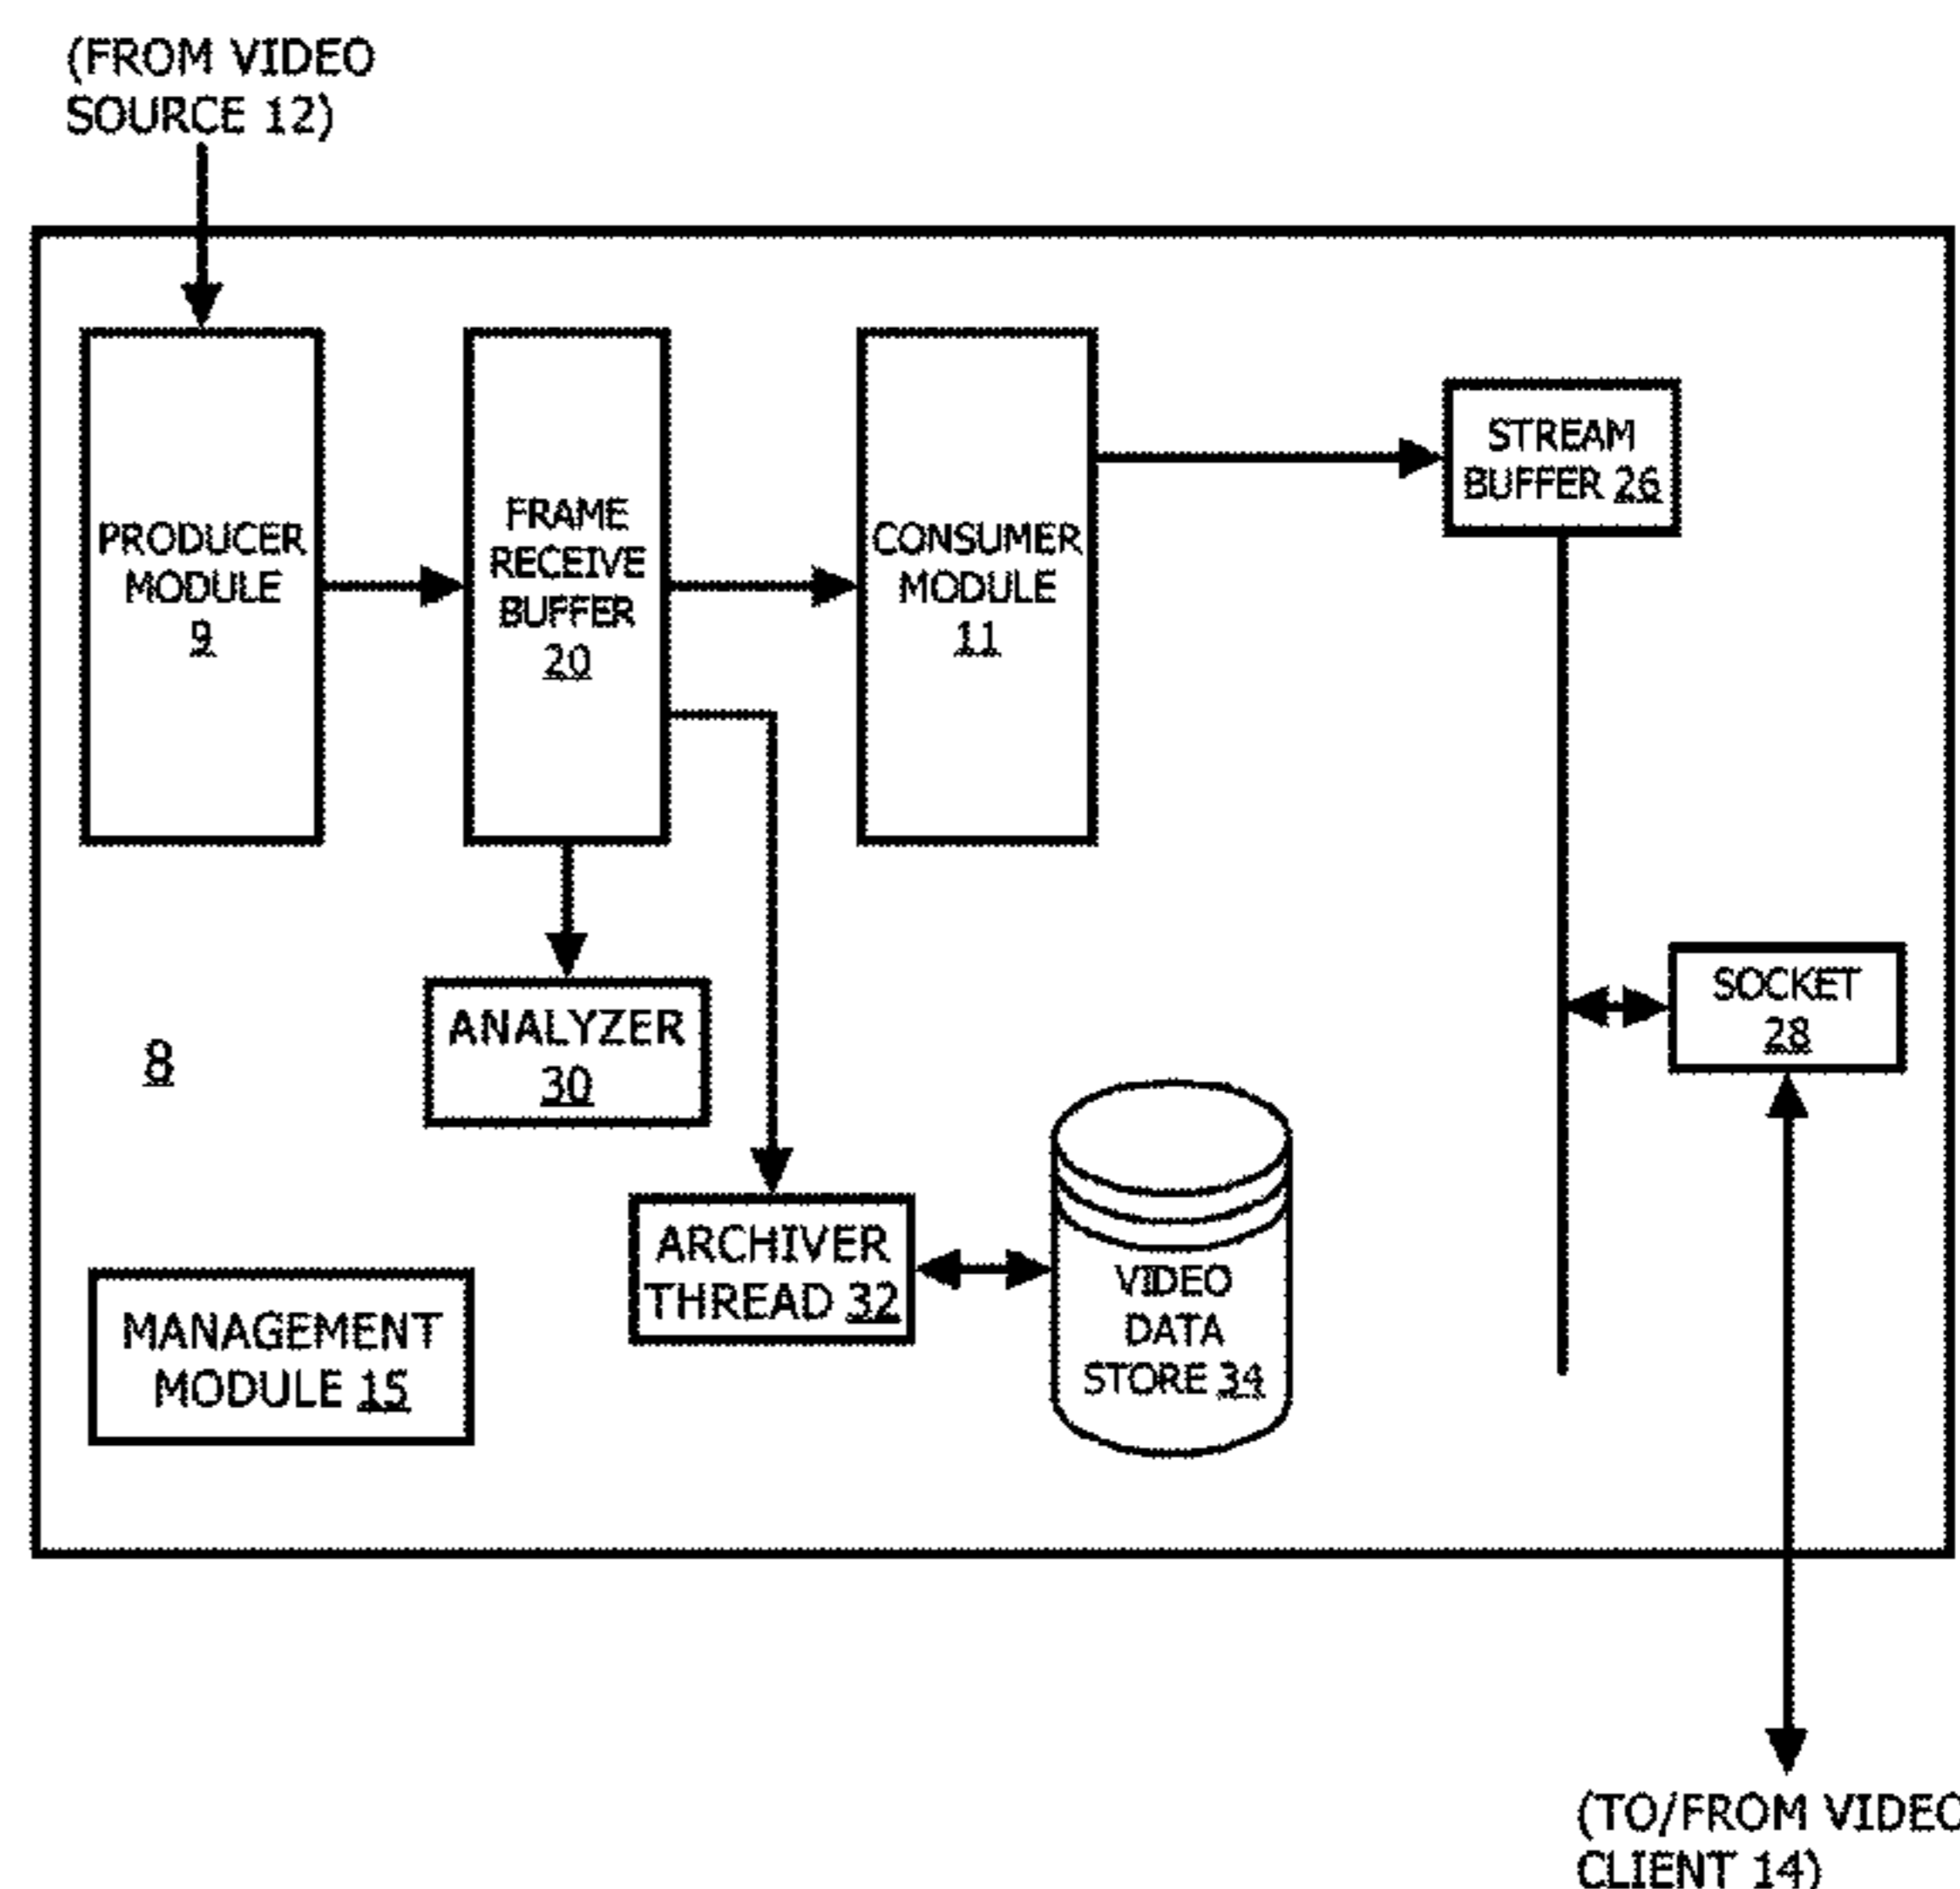 (FROM VIDEO
SOURCE 12)
PRODUCER
MODULE
9
FRAME
RECEIVE
BUFFER
20
CONSUMER
MODULE
11
STREAM
BUFFER 26
SOCKET
28
8
ANALYZER
30
ARCHIVER
THREAD 32
VIDEO
DATA
STORE 34
MANAGEMENT
MODULE 15
(TO/FROM VIDEO
CLIENT 14)